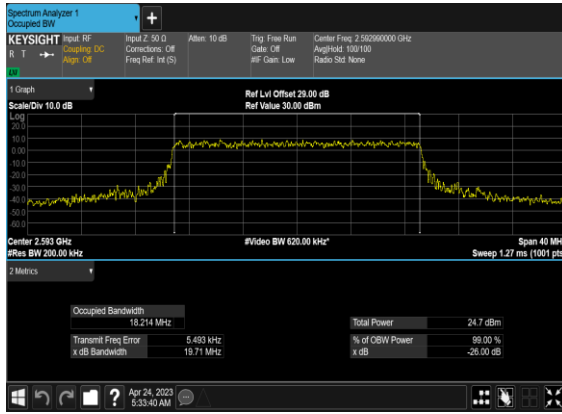 Spectrum Analyzer 1
Occupied BW
+
KEYSIGHT Input: RF Input Z: 50 Ω Atten: 10 dB Trig: Free Run Center Freq: 2.592990000 GHz
R T Coupling: DC Corrections: Off Gate: Off Avg|Hold: 100/100
Align: Off Freq Ref: Int (S) #IF Gain: Low Radio Std: None
1 Graph
Ref Lvl Offset 29.00 dB
Scale/Div 10.0 dB Ref Value 30.00 dBm
Log
20.0
10.0
0.00
-10.0
-20.0
-30.0
-40.0
-50.0
-60.0
Center 2.593 GHz #Video BW 620.00 kHz* Span 40 MH
#Res BW 200.00 kHz Sweep 1.27 ms (1001 pts
2 Metrics
Occupied Bandwidth
18.214 MHz Total Power 24.7 dBm
Transmit Freq Error 5.493 kHz % of OBW Power 99.00 %
x dB Bandwidth 19.71 MHz x dB -26.00 dB
? Apr 24, 2023
5:33:40 AM